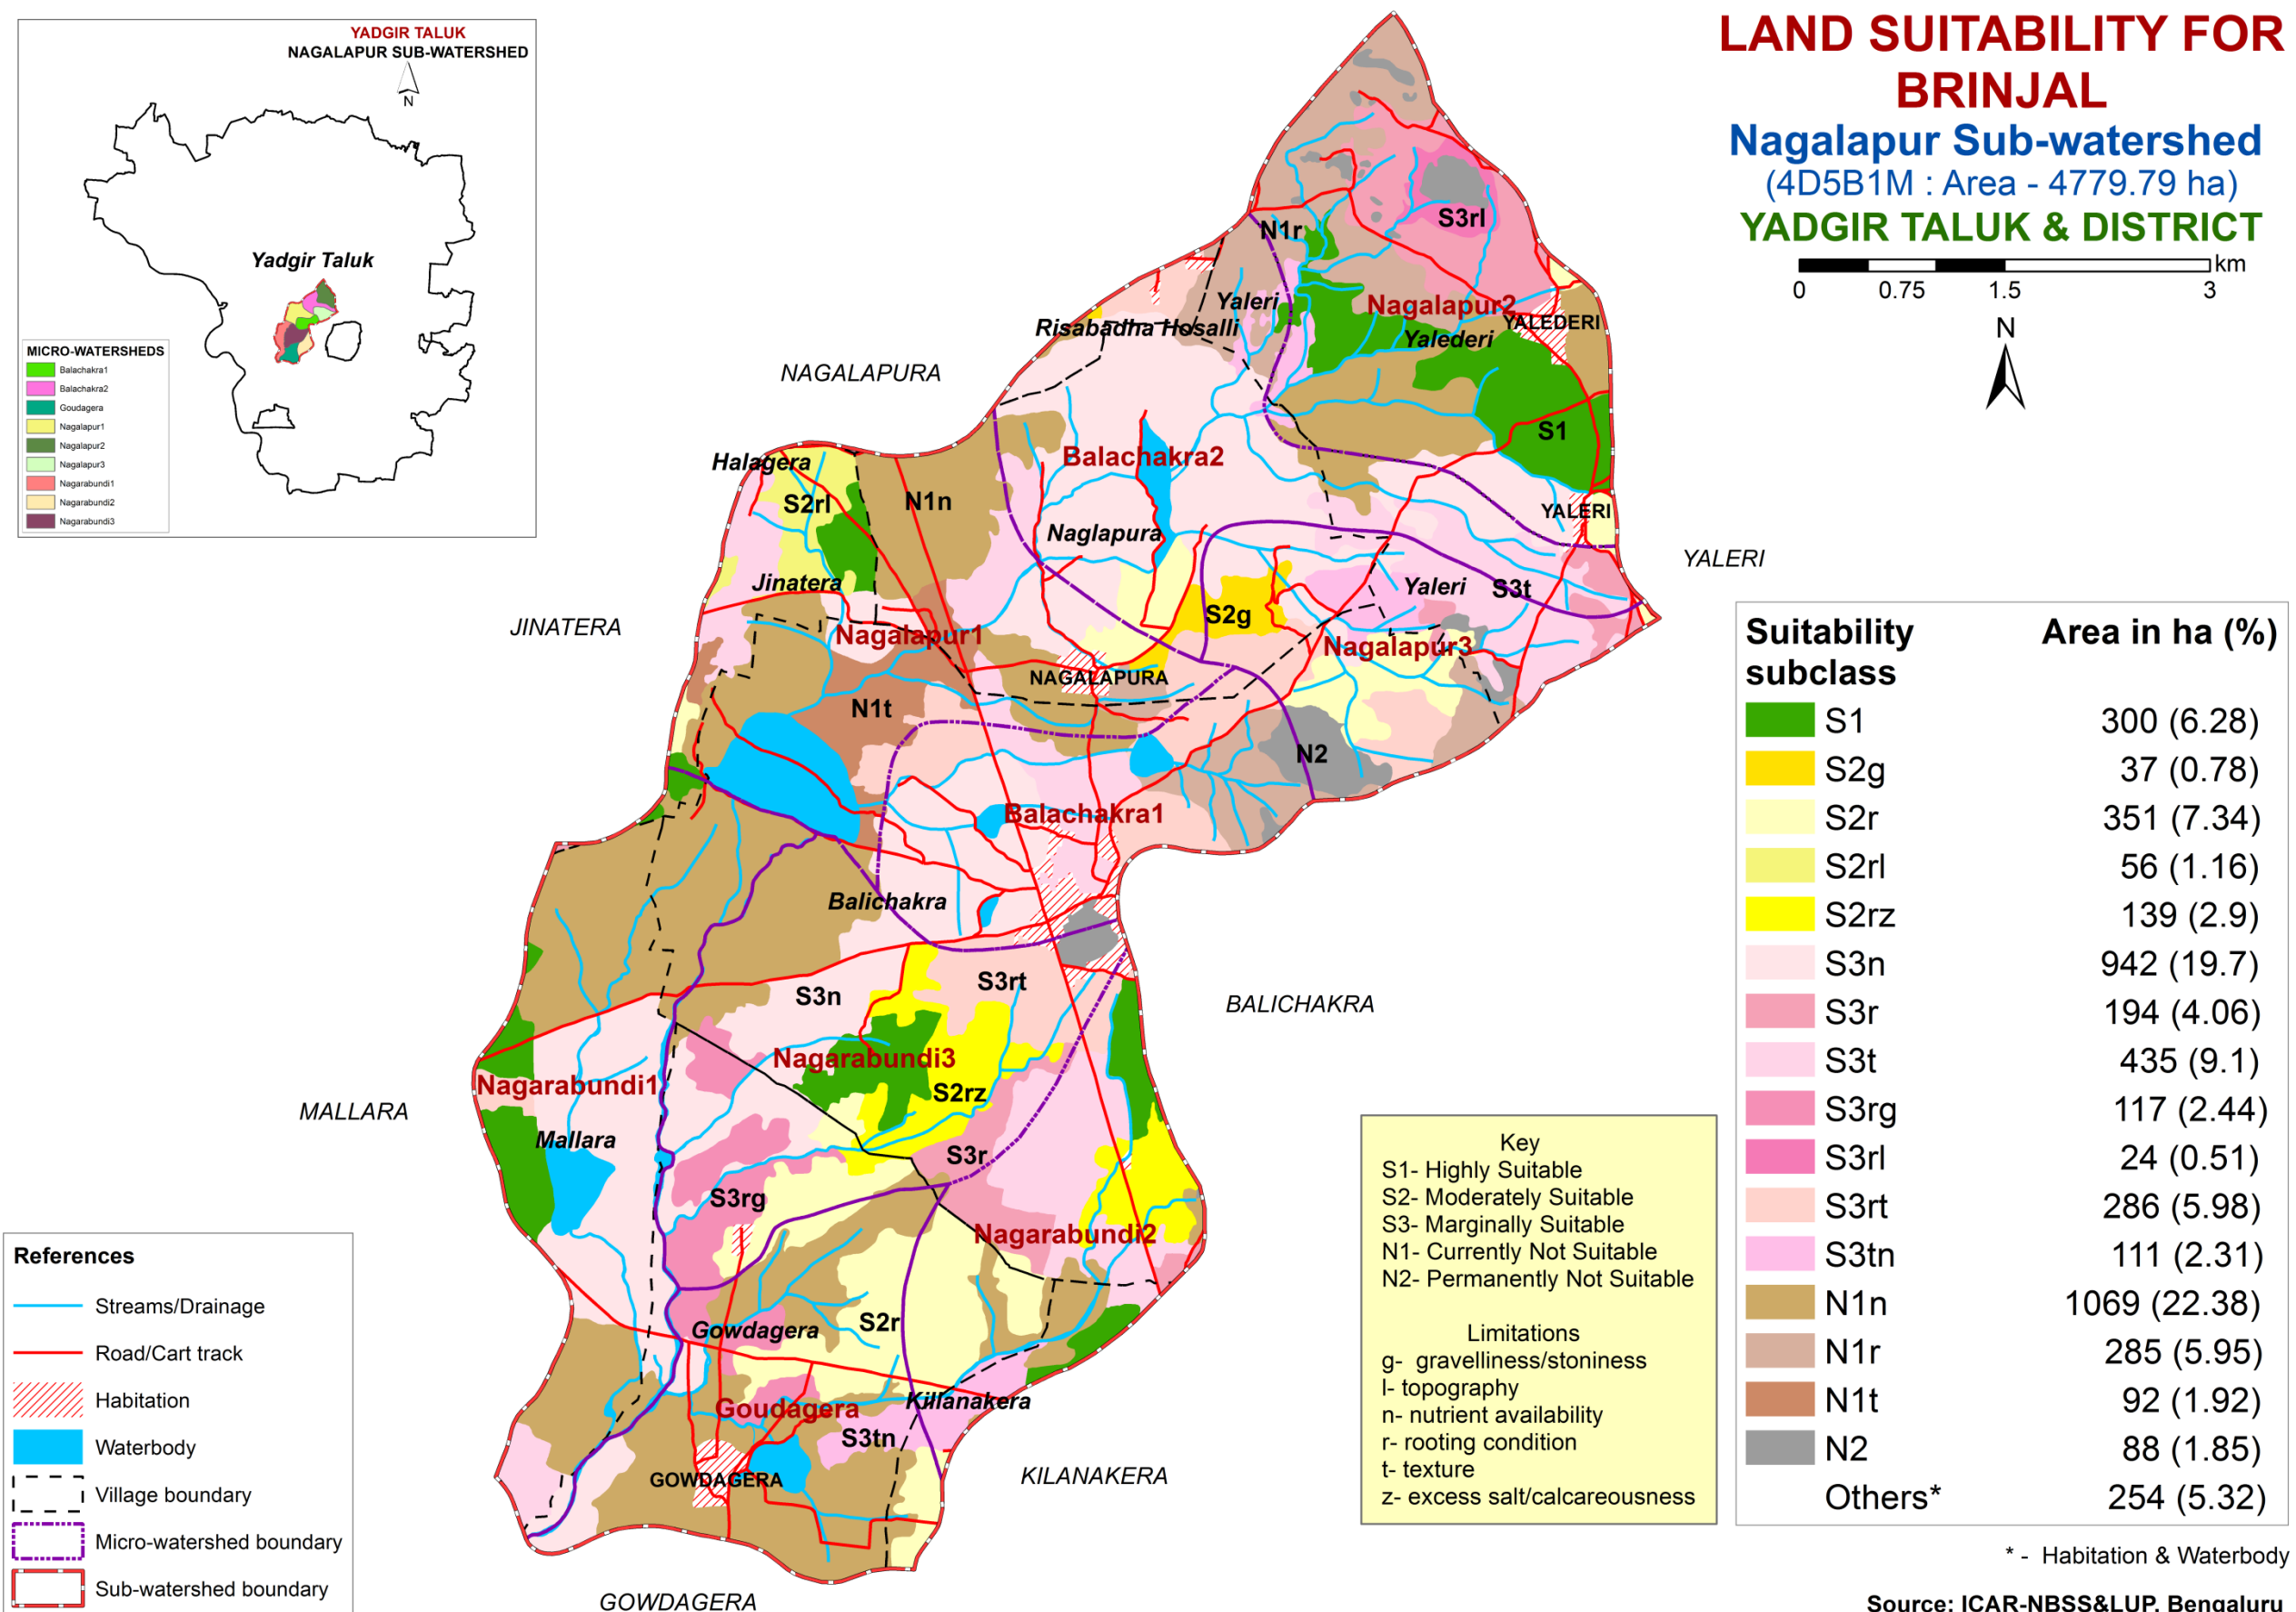 YADGIR TALUK
NAGALAPUR SUB-WATERSHED
N
Yadgir Taluk
MICRO-WATERSHEDS
Balachakra1
Balachakra2
Goudagera
Nagalapur1
Nagalapur2
Nagalapur3
Nagarabundi1
Nagarabundi2
Nagarabundi3
LAND SUITABILITY FOR
BRINJAL
Nagalapur Sub-watershed
(4D5B1M : Area - 4779.79 ha)
YADGIR TALUK & DISTRICT
km
0 0.75 1.5 3
N
S3rl
N1r
Yaleri
Nagalapur2
Risabadha Hosalli
YALEDERI
Yalederi
NAGALAPURA
S1
Balachakra2
Halagera
S2rl
N1n
YALERI
Naglapura
YALERI
Jinatera
Yaleri
S3t
S2g
JINATERA
Nagalapur1
Nagalapur3
NAGALAPURA
N1t
N2
Balachakra1
Balichakra
S3rt
S3n
BALICHAKRA
Nagarabundi3
Nagarabundi1
S2rz
MALLARA
Mallara
S3r
S3rg
Nagarabundi2
S2r
Gowdagera
Killanakera
Goudagera
S3tn
GOWDAGERA
KILANAKERA
GOWDAGERA
Suitability subclass Area in ha (%)
S1 300 (6.28)
S2g 37 (0.78)
S2r 351 (7.34)
S2rl 56 (1.16)
S2rz 139 (2.9)
S3n 942 (19.7)
S3r 194 (4.06)
S3t 435 (9.1)
S3rg 117 (2.44)
S3rl 24 (0.51)
S3rt 286 (5.98)
S3tn 111 (2.31)
N1n 1069 (22.38)
N1r 285 (5.95)
N1t 92 (1.92)
N2 88 (1.85)
Others* 254 (5.32)
* - Habitation & Waterbody
Source: ICAR-NBSS&LUP, Bengaluru
Key
S1- Highly Suitable
S2- Moderately Suitable
S3- Marginally Suitable
N1- Currently Not Suitable
N2- Permanently Not Suitable
Limitations
g- gravelliness/stoniness
l- topography
n- nutrient availability
r- rooting condition
t- texture
z- excess salt/calcareousness
References
Streams/Drainage
Road/Cart track
Habitation
Waterbody
Village boundary
Micro-watershed boundary
Sub-watershed boundary